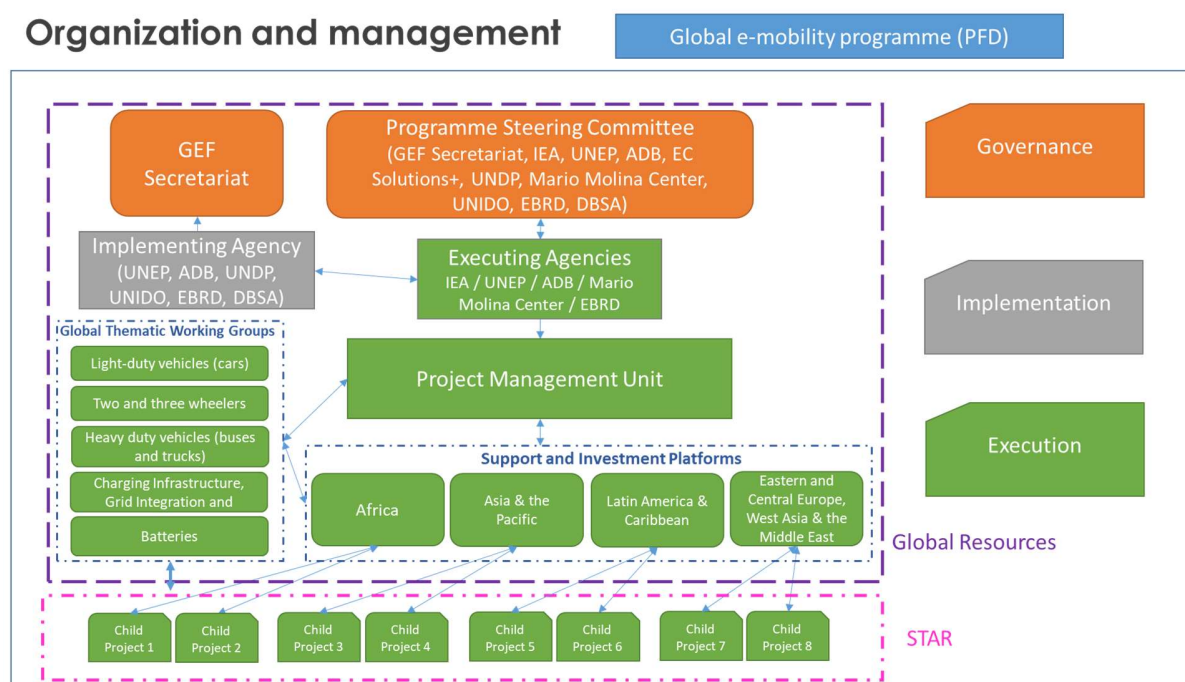 Organization and management
Global e-mobility programme (PFD)
GEF
Secretariat
Programme Steering Committee
(GEF Secretariat, IEA, UNEP, ADB, EC
Solutions+, UNDP, Mario Molina Center,
UNIDO, EBRD, DBSA)
Governance
Implementing Agency
(UNEP, ADB, UNDP,
UNIDO, EBRD, DBSA)
Executing Agencies
IEA / UNEP / ADB / Mario
Molina Center / EBRD
Implementation
Global Thematic Working Groups
Light-duty vehicles (cars)
Two and three wheelers
Heavy duty vehicles (buses
and trucks)
Charging Infrastructure,
Grid Integration and
Batteries
Project Management Unit
Execution
Support and Investment Platforms
Africa
Asia & the
Pacific
Latin America &
Caribbean
Eastern and
Central Europe,
West Asia & the
Middle East
Global Resources
Child
Project 1
Child
Project 2
Child
Project 3
Child
Project 4
Child
Project 5
Child
Project 6
Child
Project 7
Child
Project 8
STAR